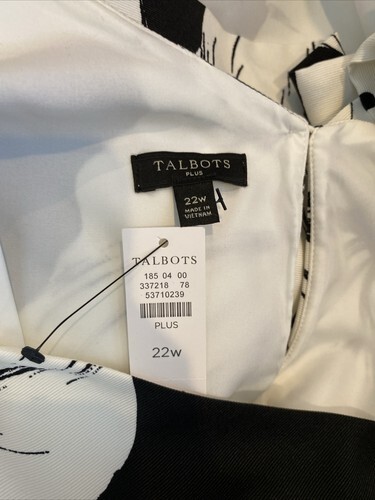 TALBOTS
PLUS
22W
MADE IN
VIETNAM
TALBOTS
185 04 00
337218 78
53710239
PLUS
22W